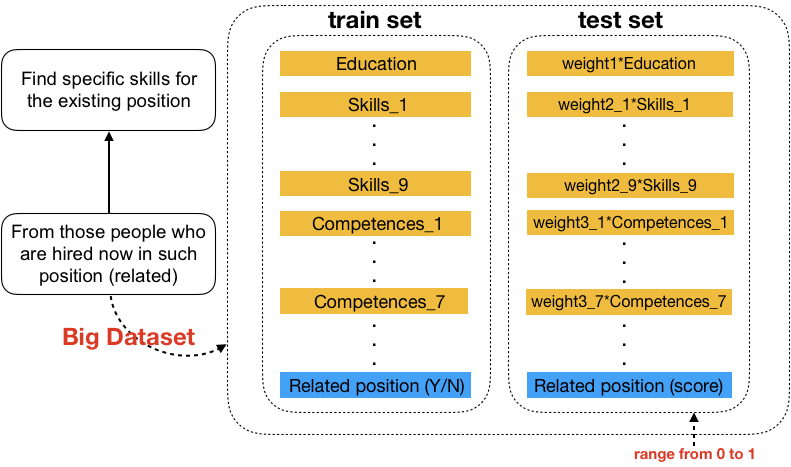 train set
test set
Find specific skills for
the existing position
Education
Skills_1
Skills_9
Competences_1
Competences_7
Related position (Y/N)
weight1*Education
weight2_1*Skills_1
weight2_9*Skills_9
weight3_1*Competences_1
weight3_7*Competences_7
Related position (score)
From those people who
are hired now in such
position (related)
Big Dataset
range from 0 to 1